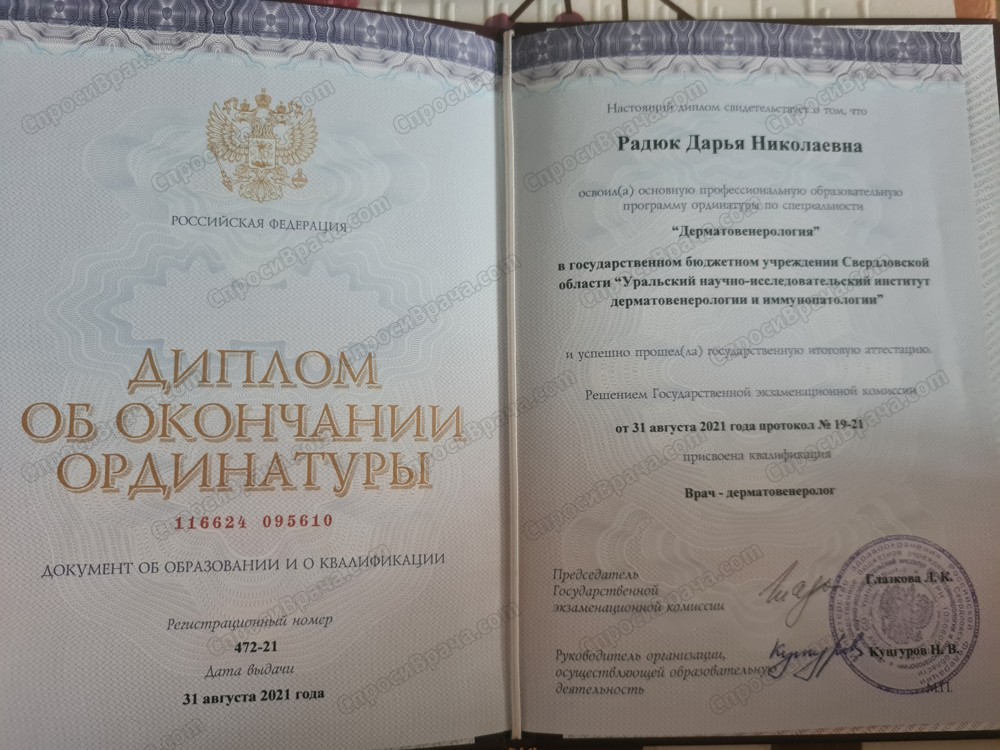 РОССИЙСКАЯ ФЕДЕРАЦИЯ
ДИПЛОМ
ОБ ОКОНЧАНИИ
ОРДИНАТУРЫ
116624 095610
ДОКУМЕНТ ОБ ОБРАЗОВАНИИ И О КВАЛИФИКАЦИИ
Регистрационный номер
472-21
Дата выдачи
31 августа 2021 года
Настоящий диплом свидетельствует о том, что
Радюк Дарья Николаевна
освоил(а) основную профессиональную образовательную
программу ординатуры по специальности
“Дерматовенерология”
в государственном бюджетном учреждении Свердловской
области “Уральский научно-исследовательский институт
дерматовенерологии и иммунопатологии”
и успешно прошел(ла) государственную итоговую аттестацию.
Решением Государственной экзаменационной комиссии
от 31 августа 2021 года протокол № 19-21
присвоена квалификация
Врач - дерматовенеролог
Председатель
Государственной
экзаменационной комиссии
Глазкова Л. К.
Руководитель организации,
осуществляющей образовательную
деятельность
Кунгуров Н. В.
М.П.
СпросиВрача.com